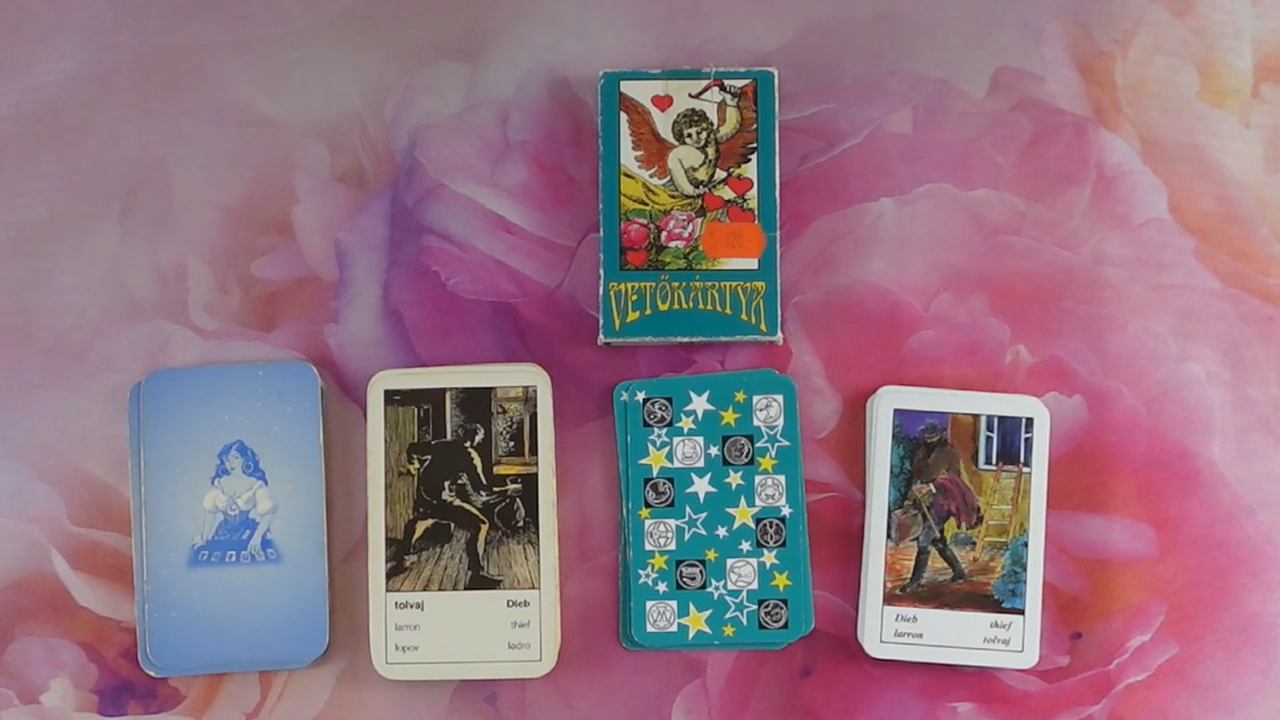 VETŐKÁRTYA
tolvaj Dieb
larron thief
lopov ladro
Dieb thief
larron tolvaj